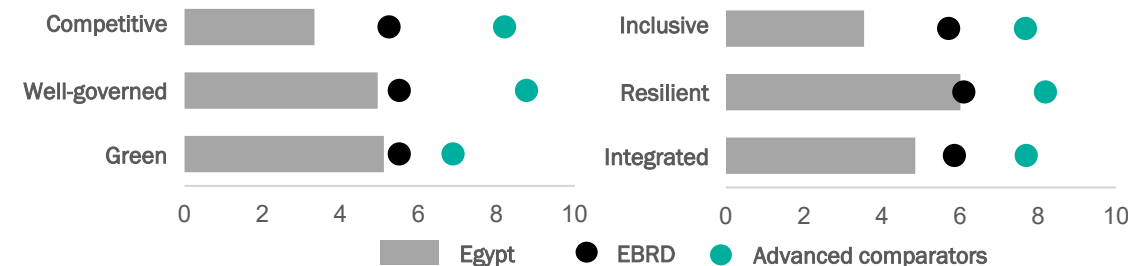 Competitive
Well-governed
Green
0 2 4 6 8 10
Inclusive
Resilient
Integrated
0 2 4 6 8 10
Egypt EBRD Advanced comparators